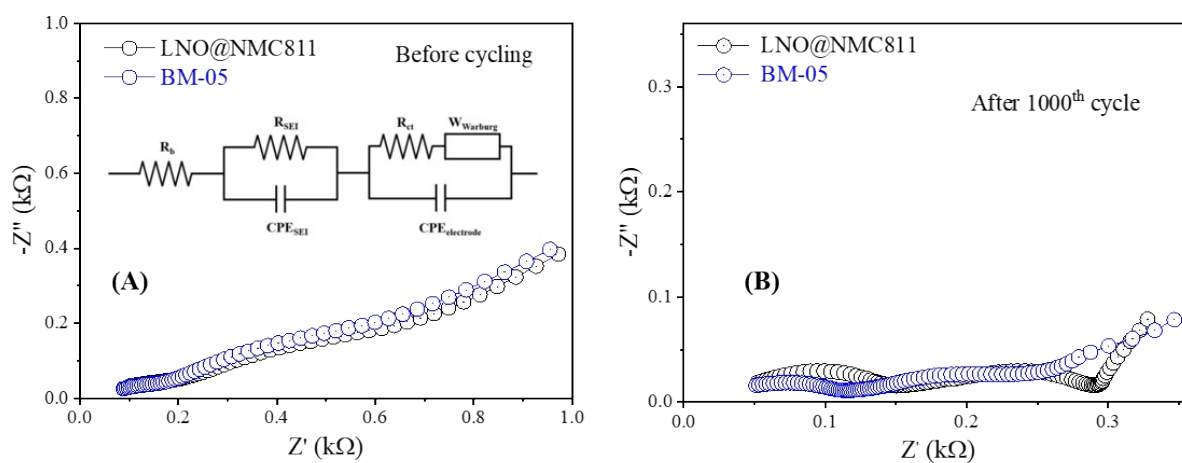 LNO@NMC811
BM-05
Before cycling
R_b
R_SEI
CPE_SEI
R_ct
W_Warburg
CPE_electrode
(A)
1.0
0.8
0.6
0.4
0.2
0.0
-Z'' (kΩ)
0.0 0.2 0.4 0.6 0.8 1.0
Z' (kΩ)
LNO@NMC811
BM-05
After 1000th cycle
(B)
0.3
0.2
0.1
0.0
-Z'' (kΩ)
0.0 0.1 0.2 0.3
Z' (kΩ)